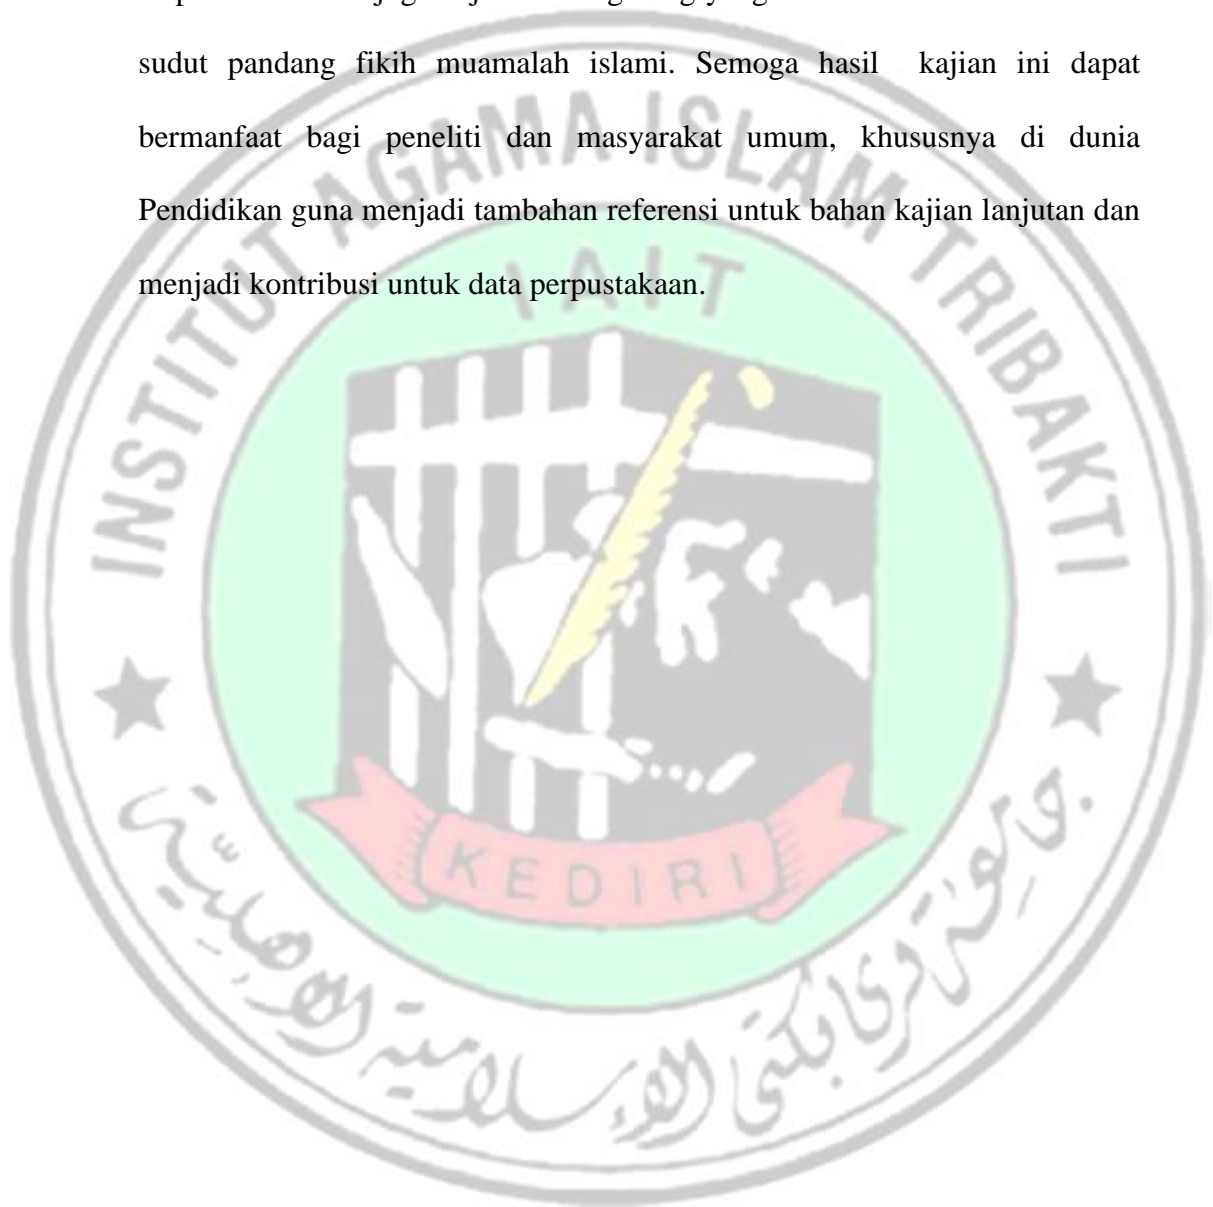 sudut pandang fikih muamalah islami. Semoga hasil kajian ini dapat
bermanfaat bagi peneliti dan masyarakat umum, khususnya di dunia
Pendidikan guna menjadi tambahan referensi untuk bahan kajian lanjutan dan
menjadi kontribusi untuk data perpustakaan.
INSTITUT AGAMA ISLAM TRIBAKTI
IAIT
KEDIRI